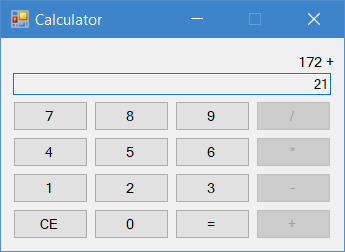 Calculator
172 +
21
7 8 9 /
4 5 6 *
1 2 3 -
CE 0 = +